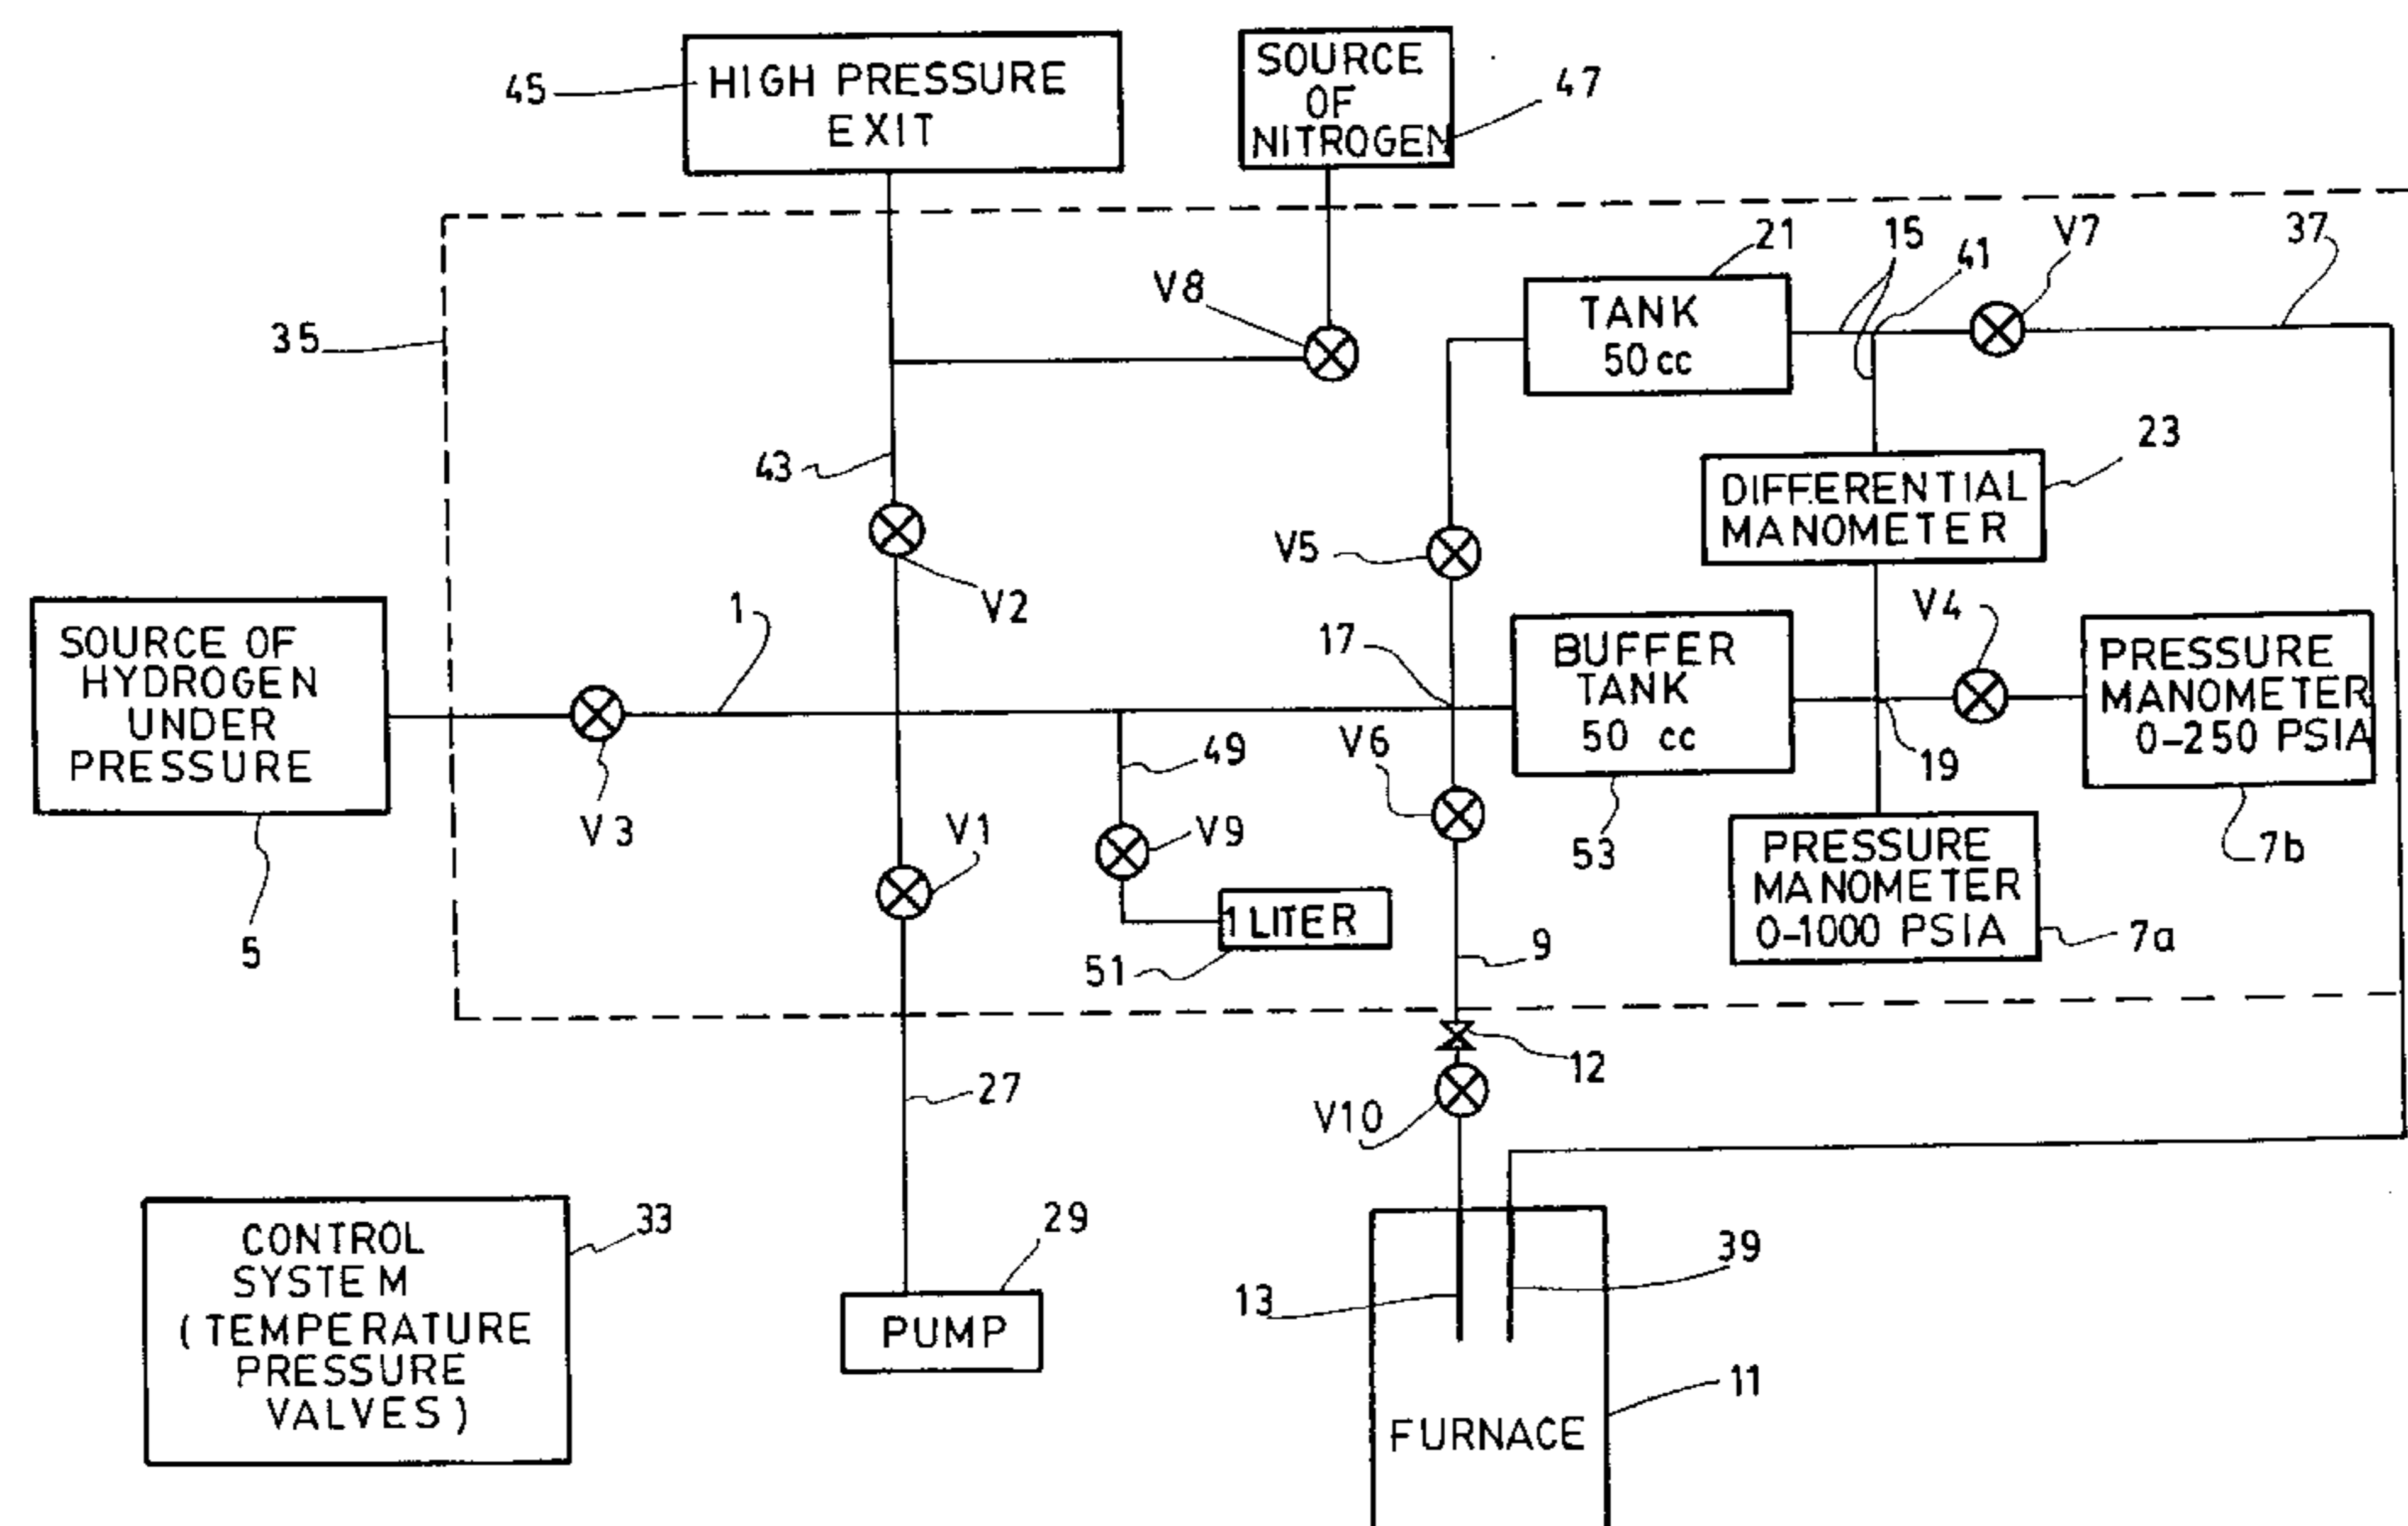 45
HIGH PRESSURE
EXIT
SOURCE
OF
NITROGEN
47
35
V8
21
15
41
V7
37
TANK
50 cc
43
V2
V5
23
DIFFERENTIAL
MANOMETER
SOURCE OF
HYDROGEN
UNDER
PRESSURE
5
V3
1
17
BUFFER
TANK
50 cc
53
V4
PRESSURE
MANOMETER
0-250 PSIA
7b
19
V6
49
V9
V1
1 LITER
51
PRESSURE
MANOMETER
0-1000 PSIA
7a
9
12
27
V10
CONTROL
SYSTEM
(TEMPERATURE
PRESSURE
VALVES)
33
29
PUMP
13
39
11
FURNACE